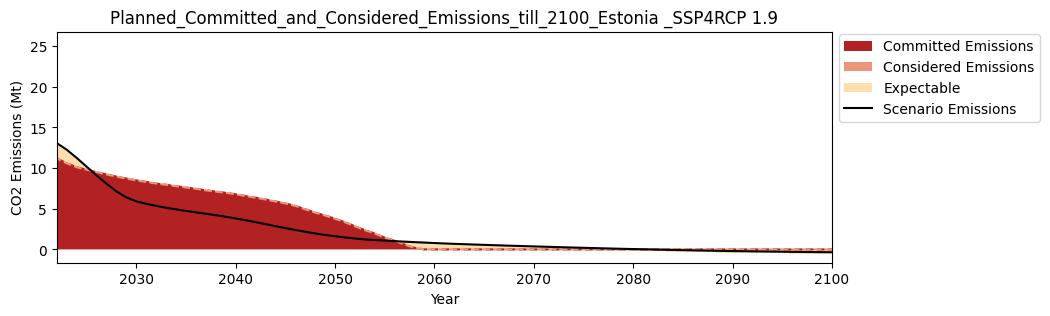 Planned_Committed_and_Considered_Emissions_till_2100_Estonia _SSP4RCP 1.9
CO2 Emissions (Mt)
25
20
15
10
5
0
2030 2040 2050 2060 2070 2080 2090 2100
Year
Committed Emissions
Considered Emissions
Expectable
Scenario Emissions